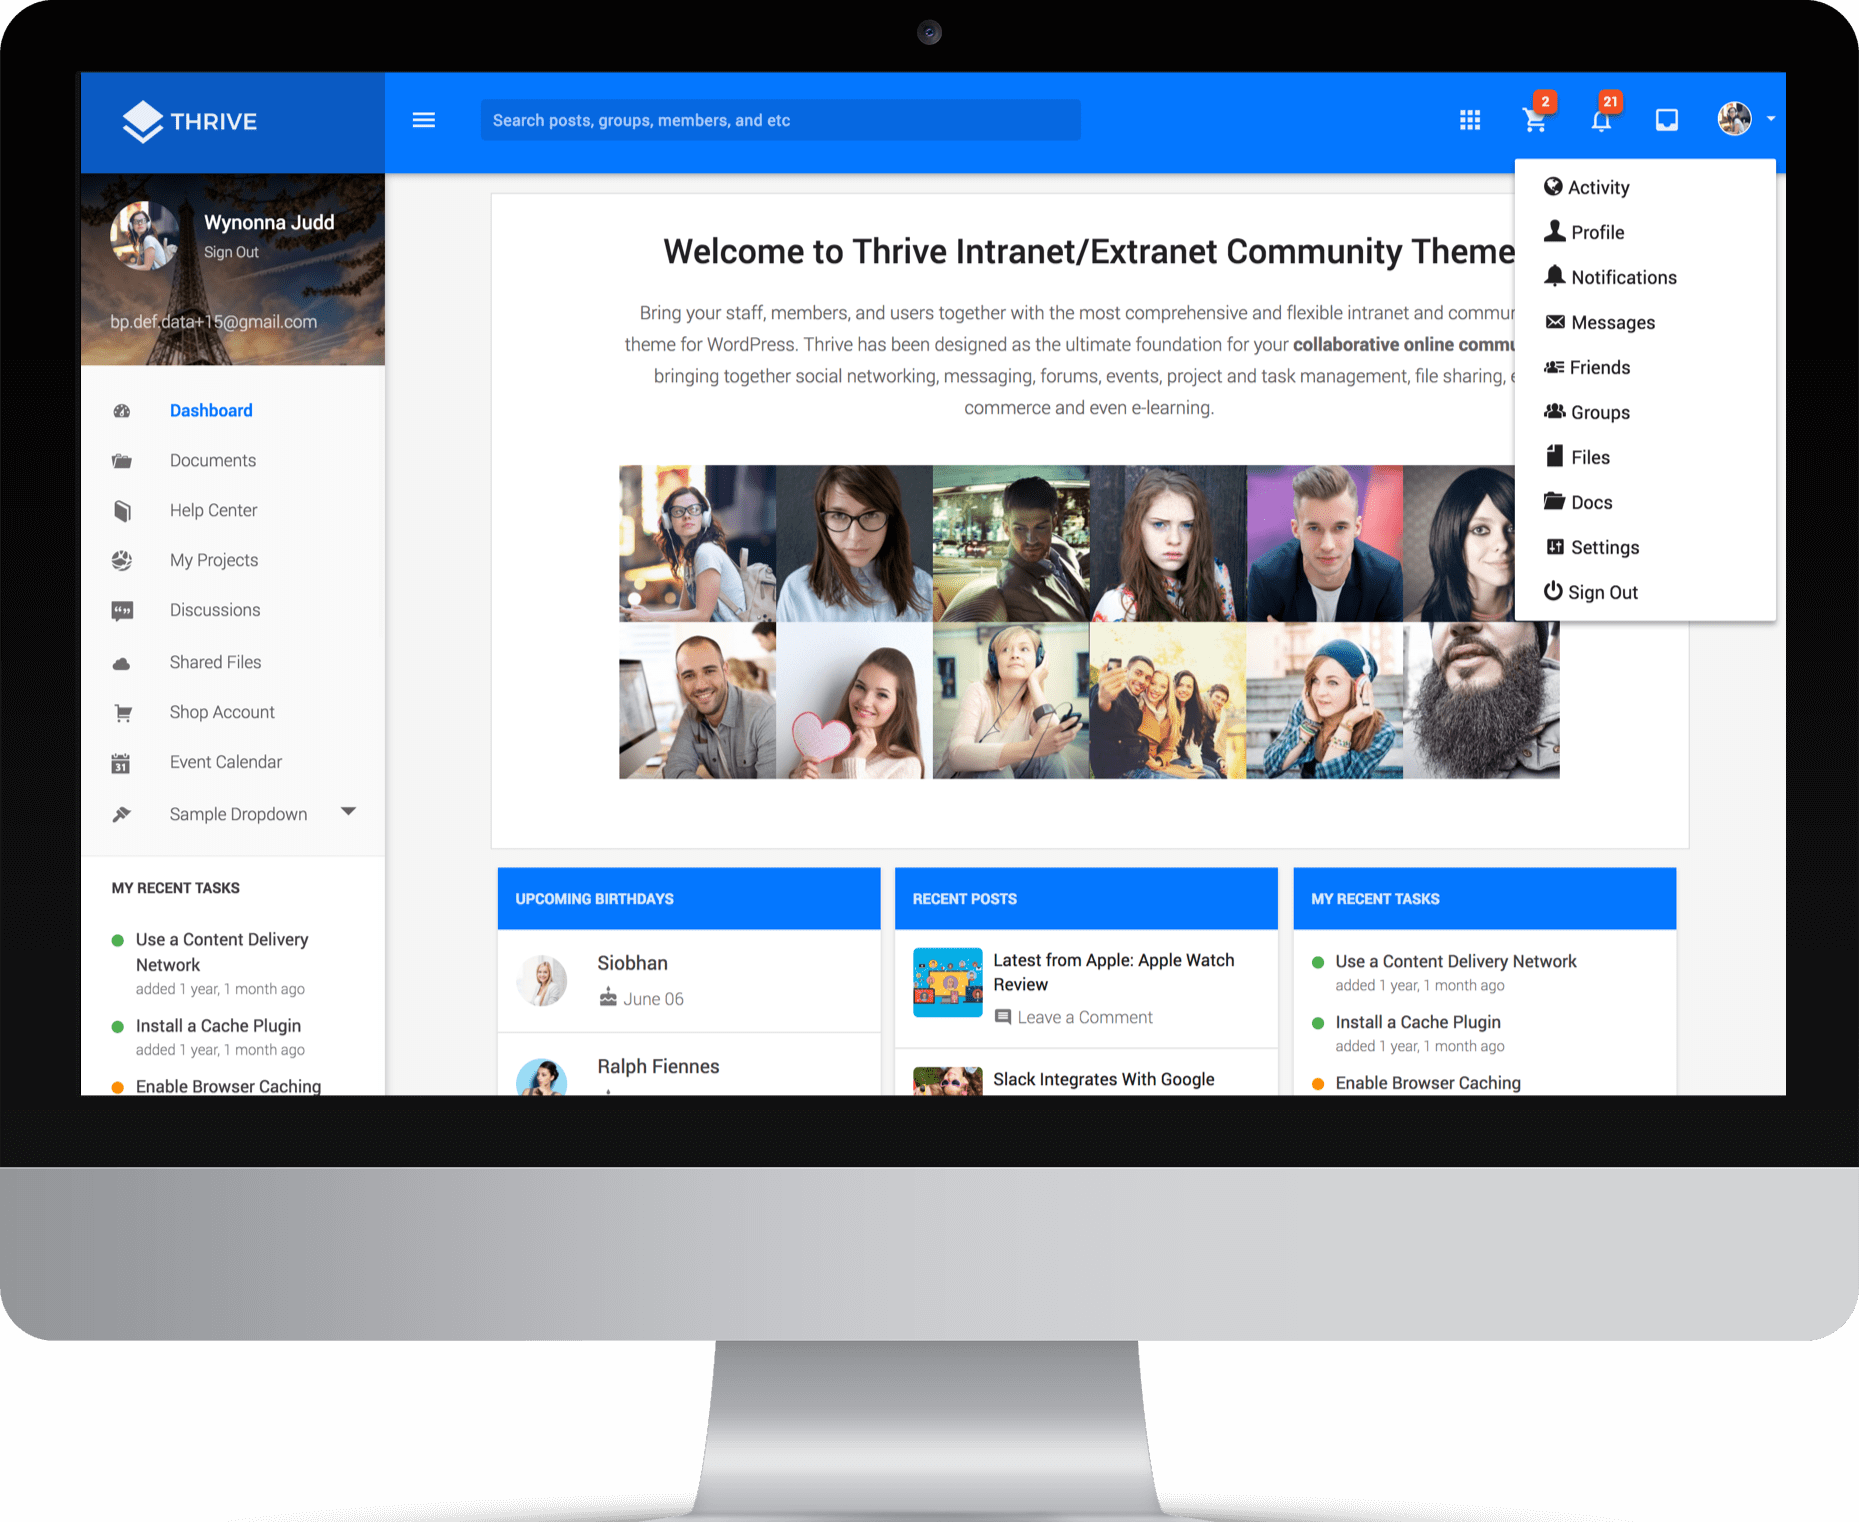 THRIVE
Search posts, groups, members, and etc
2
21
Wynonna Judd
Sign Out
bp.def.data+15@gmail.com
Dashboard
Documents
Help Center
My Projects
Discussions
Shared Files
Shop Account
31
Event Calendar
Sample Dropdown
MY RECENT TASKS
Use a Content Delivery
Network
added 1 year, 1 month ago
Install a Cache Plugin
added 1 year, 1 month ago
Enable Browser Caching
Welcome to Thrive Intranet/Extranet Community Theme
Bring your staff, members, and users together with the most comprehensive and flexible intranet and
theme for WordPress. Thrive has been designed as the ultimate foundation for your collaborative online
bringing together social networking, messaging, forums, events, project and task management, file sharing,
commerce and even e-learning.
Activity
Profile
Notifications
Messages
Friends
Groups
Files
Docs
Settings
Sign Out
UPCOMING BIRTHDAYS
Siobhan
June 06
Ralph Fiennes
RECENT POSTS
Latest from Apple: Apple Watch
Review
Leave a Comment
Slack Integrates With Google
MY RECENT TASKS
Use a Content Delivery Network
added 1 year, 1 month ago
Install a Cache Plugin
added 1 year, 1 month ago
Enable Browser Caching